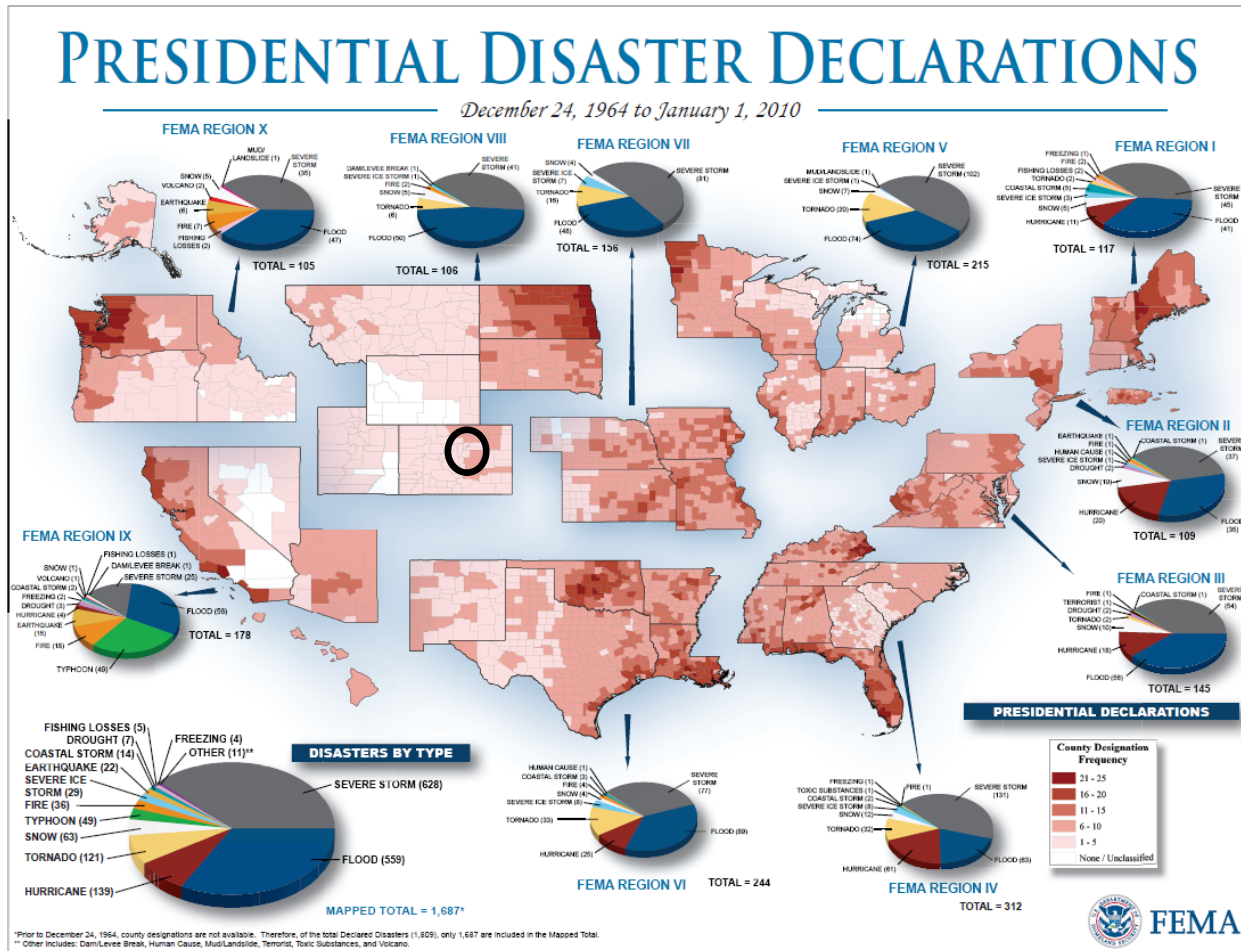 PRESIDENTIAL DISASTER DECLARATIONS
December 24, 1964 to January 1, 2010
FEMA REGION X
MUD/
LANDSLIDE (1)
SEVERE
STORM (35)
SNOW (5)
VOLCANO (2)
EARTHQUAKE
(6)
FIRE (7)
FISHING
LOSSES (2)
FLOOD
(47)
TOTAL = 105
FEMA REGION VIII
DAM/LEVEE BREAK (1)
SEVERE ICE STORM (1)
FIRE (2)
SNOW (5)
TORNADO
(6)
FLOOD (50)
SEVERE
STORM (41)
TOTAL = 106
FEMA REGION VII
SNOW (4)
SEVERE ICE
STORM (7)
TORNADO
(16)
FLOOD
(48)
SEVERE STORM
(81)
TOTAL = 156
FEMA REGION V
MUD/LANDSLIDE (1)
SEVERE ICE STORM (1)
SNOW (7)
TORNADO (30)
FLOOD (74)
SEVERE
STORM (102)
TOTAL = 215
FEMA REGION I
FREEZING (1)
FIRE (2)
FISHING LOSSES (2)
TORNADO (2)
COASTAL STORM (5)
SEVERE ICE STORM (3)
SNOW (5)
HURRICANE (11)
SEVERE
STORM
(45)
FLOOD
(41)
TOTAL = 117
FEMA REGION II
EARTHQUAKE (1)
FIRE (1)
HUMAN CAUSE (1)
SEVERE ICE STORM (1)
DROUGHT (2)
SNOW (10)
HURRICANE
(20)
COASTAL STORM (1)
SEVERE
STORM
(37)
FLOOD
(35)
TOTAL = 109
FEMA REGION IX
FISHING LOSSES (1)
DAM/LEVEE BREAK (1)
SEVERE STORM (25)
SNOW (1)
VOLCANO (1)
COASTAL STORM (2)
FREEZING (2)
DROUGHT (3)
HURRICANE (4)
EARTHQUAKE
(15)
FIRE (18)
TYPHOON (49)
FLOOD (56)
TOTAL = 178
FEMA REGION III
FIRE (1)
TERRORIST (1)
DROUGHT (2)
TORNADO (2)
SNOW (10)
HURRICANE (18)
FLOOD (56)
COASTAL STORM (1)
SEVERE
STORM
(54)
TOTAL = 145
PRESIDENTIAL DECLARATIONS
County Designation
Frequency
21 - 25
16 - 20
11 - 15
6 - 10
1 - 5
None / Unclassified
DISASTERS BY TYPE
FISHING LOSSES (5)
DROUGHT (7)
COASTAL STORM (14)
EARTHQUAKE (22)
SEVERE ICE
STORM (29)
FIRE (36)
TYPHOON (49)
SNOW (63)
TORNADO (121)
HURRICANE (139)
FREEZING (4)
OTHER (11)**
SEVERE STORM (628)
FLOOD (559)
MAPPED TOTAL = 1,687*
HUMAN CAUSE (1)
COASTAL STORM (3)
FIRE (4)
SNOW (4)
SEVERE ICE STORM (8)
TORNADO (33)
HURRICANE (25)
SEVERE
STORM
(77)
FLOOD (89)
FEMA REGION VI
TOTAL = 244
FREEZING (1)
TOXIC SUBSTANCES (1)
COASTAL STORM (2)
SEVERE ICE STORM (8)
SNOW (12)
TORNADO (32)
HURRICANE (61)
FIRE (1)
SEVERE STORM
(131)
FLOOD (63)
FEMA REGION IV
TOTAL = 312
FEMA
*Prior to December 24, 1964, county designations are not available. Therefore, of the total Declared Disasters (1,809), only 1,687 are included in the Mapped Total.
** Other Includes: Dam/Levee Break, Human Cause, Mud/Landslide, Terrorist, Toxic Substances, and Volcano.